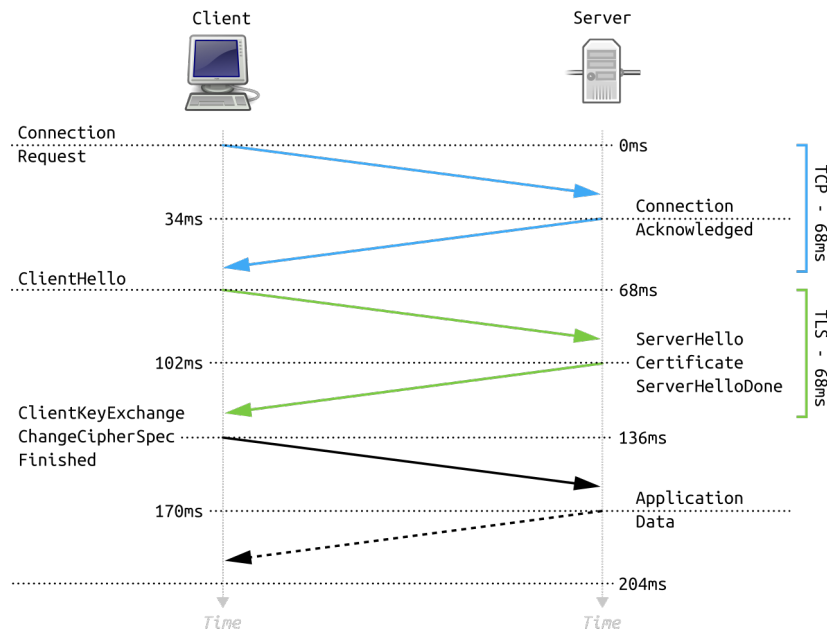 Client
Server
Connection
Request
0ms
TCP - 68ms
34ms
Connection
Acknowledged
ClientHello
68ms
TLS - 68ms
ServerHello
102ms
Certificate
ServerHelloDone
ClientKeyExchange
ChangeCipherSpec
Finished
136ms
170ms
Application
Data
204ms
Time
Time